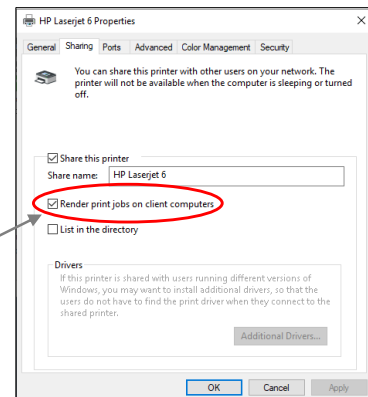 HP Laserjet 6 Properties
General Sharing Ports Advanced Color Management Security
You can share this printer with other users on your network. The
printer will not be available when the computer is sleeping or turned
off.
Share this printer
Share name: HP Laserjet 6
Render print jobs on client computers
List in the directory
Drivers
If this printer is shared with users running different versions of
Windows, you may want to install additional drivers, so that the
users do not have to find the print driver when they connect to the
shared printer.
Additional Drivers...
OK Cancel Apply